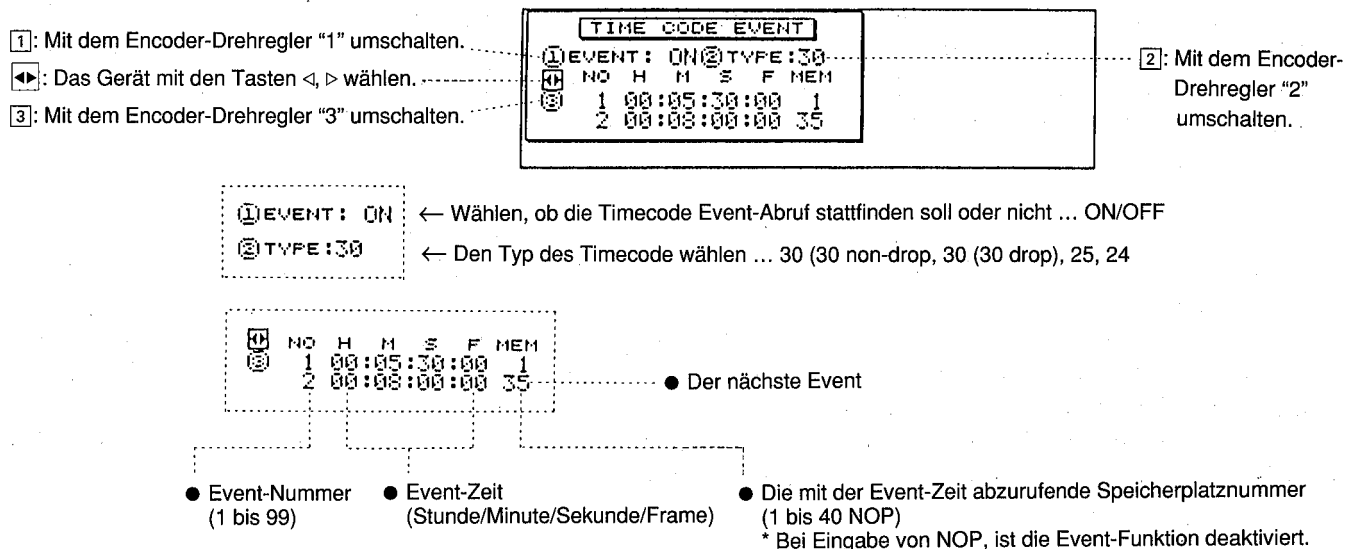 TIME CODE EVENT
1: Mit dem Encoder-Drehregler “1” umschalten.
①EVENT: ON②TYPE:30
2: Mit dem Encoder-
Drehregler “2”
umschalten.
◂▸: Das Gerät mit den Tasten ◁, ▷ wählen.
◂▸ NO H M S F MEM
3: Mit dem Encoder-Drehregler “3” umschalten.
③ 1 00:05:30:00 1
2 00:08:00:00 35
①EVENT: ON ← Wählen, ob die Timecode Event-Abruf stattfinden soll oder nicht ... ON/OFF
②TYPE:30 ← Den Typ des Timecode wählen ... 30 (30 non-drop, 30 (30 drop), 25, 24
◂▸ NO H M S F MEM
③ 1 00:05:30:00 1
2 00:08:00:00 35 ● Der nächste Event
● Event-Nummer
(1 bis 99)
● Event-Zeit
(Stunde/Minute/Sekunde/Frame)
● Die mit der Event-Zeit abzurufende Speicherplatznummer
(1 bis 40 NOP)
* Bei Eingabe von NOP, ist die Event-Funktion deaktiviert.